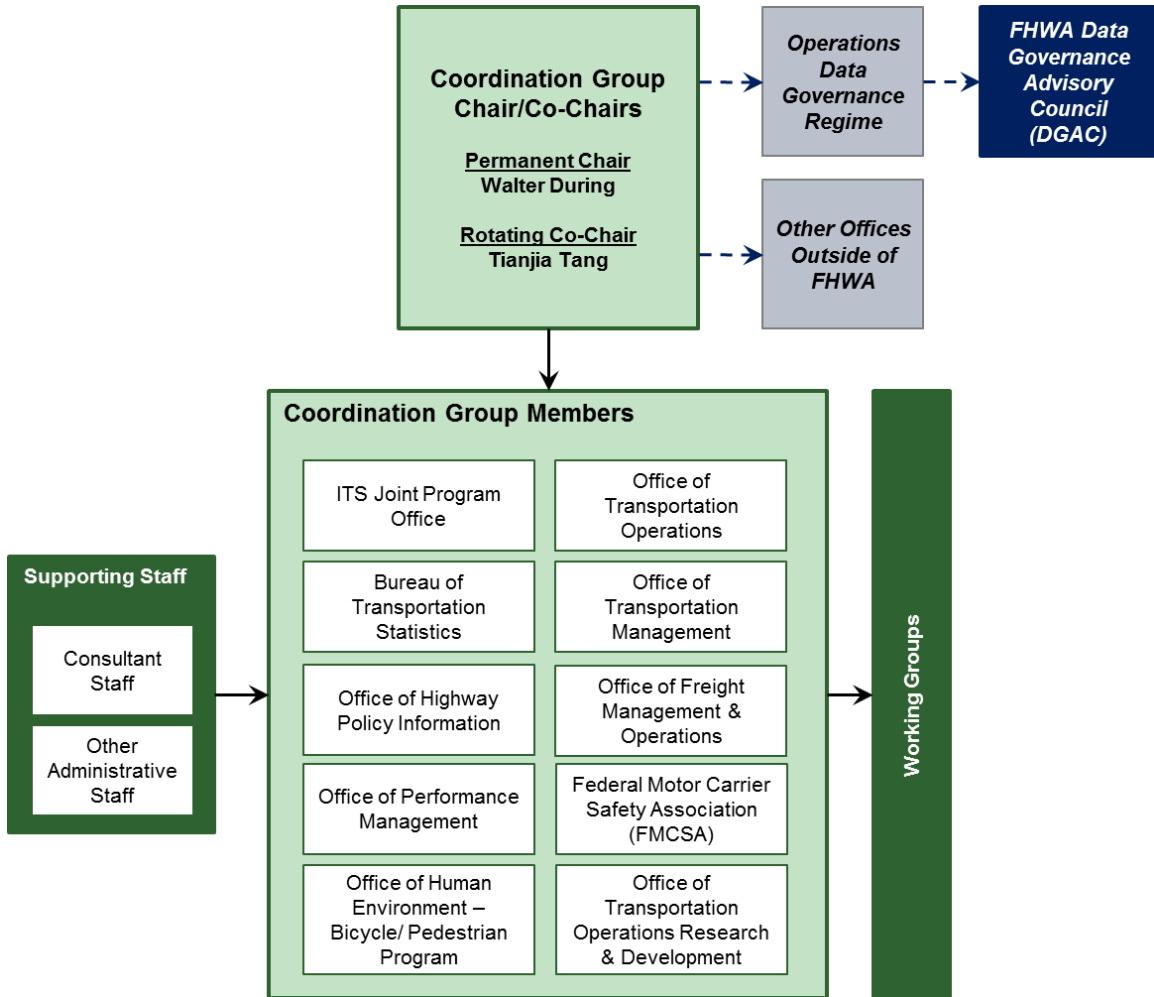 Coordination Group
Chair/Co-Chairs
Permanent Chair
Walter During
Rotating Co-Chair
Tianjia Tang
Operations
Data
Governance
Regime
FHWA Data
Governance
Advisory
Council
(DGAC)
Other Offices
Outside of
FHWA
Coordination Group Members
ITS Joint Program
Office
Office of
Transportation
Operations
Bureau of
Transportation
Statistics
Office of
Transportation
Management
Office of Highway
Policy Information
Office of Freight
Management &
Operations
Office of Performance
Management
Federal Motor Carrier
Safety Association
(FMCSA)
Office of Human
Environment –
Bicycle/ Pedestrian
Program
Office of
Transportation
Operations Research
& Development
Supporting Staff
Consultant
Staff
Other
Administrative
Staff
Working Groups